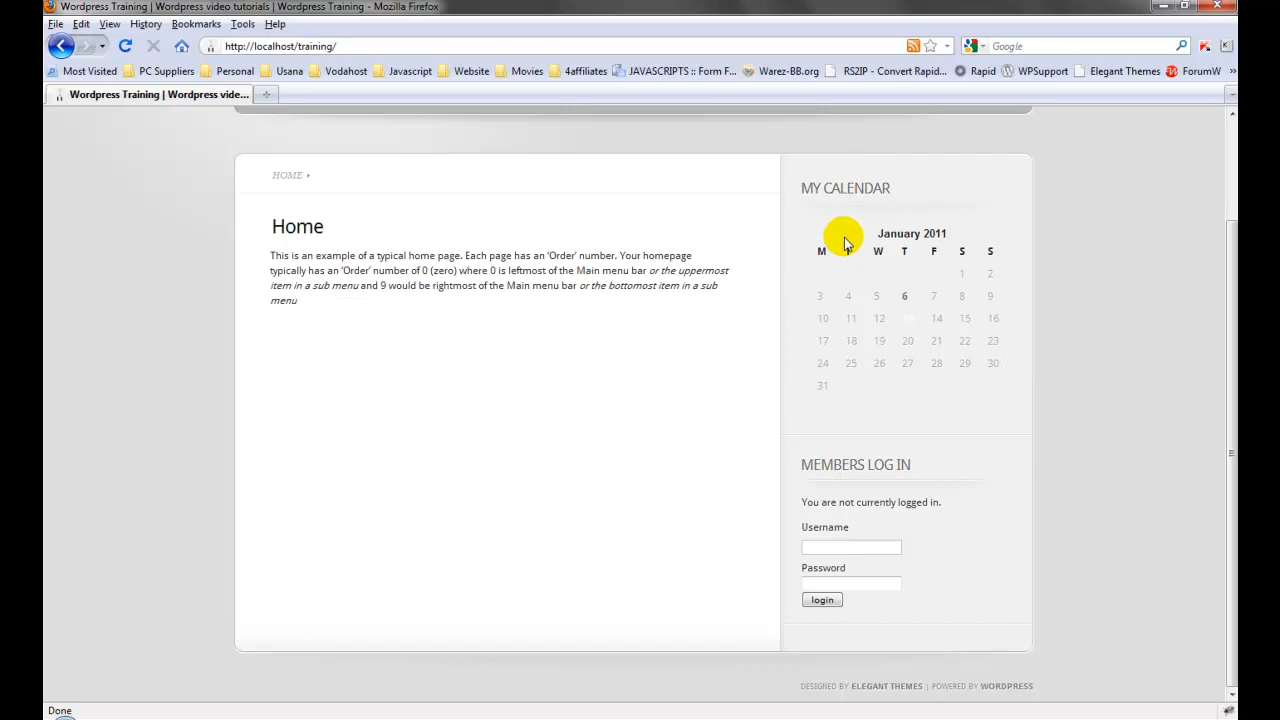 Wordpress Training | Wordpress video tutorials | Wordpress Training - Mozilla Firefox
File Edit View History Bookmarks Tools Help
http://localhost/training/ Google
Most Visited PC Suppliers Personal Usana Vodahost Javascript Website Movies 4affiliates JAVASCRIPTS :: Form F... Warez-BB.org RS2IP - Convert Rapid... Rapid WPSupport Elegant Themes ForumW »
Wordpress Training | Wordpress vide...
HOME
MY CALENDAR
Home
January 2011
M W T F S S
This is an example of a typical home page. Each page has an ‘Order’ number. Your homepage
typically has an ‘Order’ number of 0 (zero) where 0 is leftmost of the Main menu bar or the uppermost
item in a sub menu and 9 would be rightmost of the Main menu bar or the bottomost item in a sub
menu
1 2
3 4 5 6 7 8 9
10 11 12 13 14 15 16
17 18 19 20 21 22 23
24 25 26 27 28 29 30
31
MEMBERS LOG IN
You are not currently logged in.
Username
Password
login
DESIGNED BY ELEGANT THEMES | POWERED BY WORDPRESS
Done